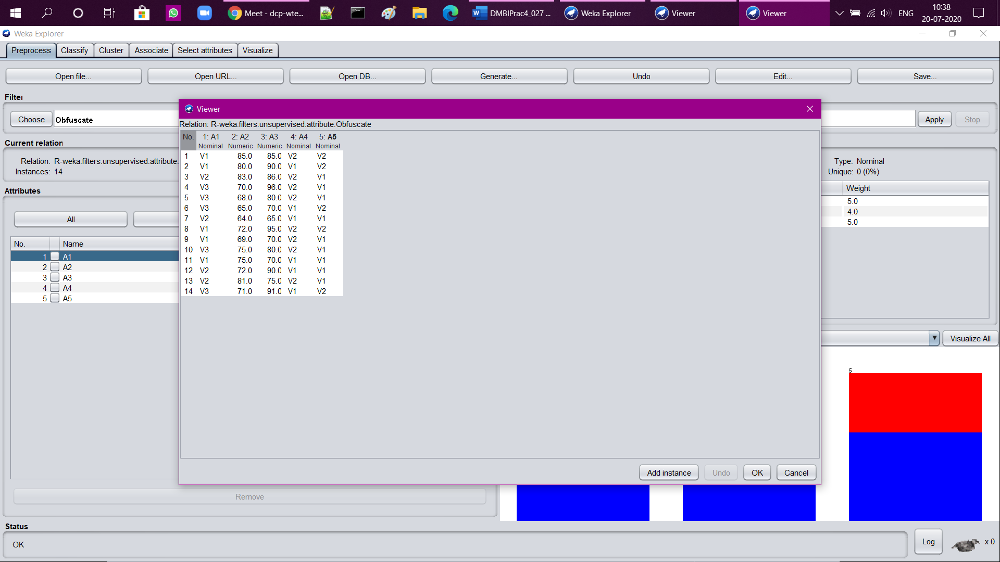 Meet - dcp-wte...
DMBIPrac4_027 ...
Weka Explorer
Viewer
Viewer
ENG
10:38
20-07-2020
Weka Explorer
Preprocess Classify Cluster Associate Select attributes Visualize
Open file... Open URL... Open DB... Generate... Undo Edit... Save...
Filter
Choose Obfuscate Apply Stop
Current relation
Relation: R-weka.filters.unsupervised.attribute.
Instances: 14
Attributes
All
No. Name
1 A1
2 A2
3 A3
4 A4
5 A5
Remove
Viewer
Relation: R-weka.filters.unsupervised.attribute.Obfuscate
No. 1: A1 2: A2 3: A3 4: A4 5: A5
Nominal Numeric Numeric Nominal Nominal
1 V1 85.0 85.0 V2 V2
2 V1 80.0 90.0 V1 V2
3 V2 83.0 86.0 V2 V1
4 V3 70.0 96.0 V2 V1
5 V3 68.0 80.0 V2 V1
6 V3 65.0 70.0 V1 V2
7 V2 64.0 65.0 V1 V1
8 V1 72.0 95.0 V2 V2
9 V1 69.0 70.0 V2 V1
10 V3 75.0 80.0 V2 V1
11 V1 75.0 70.0 V1 V1
12 V2 72.0 90.0 V1 V1
13 V2 81.0 75.0 V2 V1
14 V3 71.0 91.0 V1 V2
Add instance Undo OK Cancel
Type: Nominal
Unique: 0 (0%)
Weight
5.0
4.0
5.0
Visualize All
5
Status
OK
Log
x 0